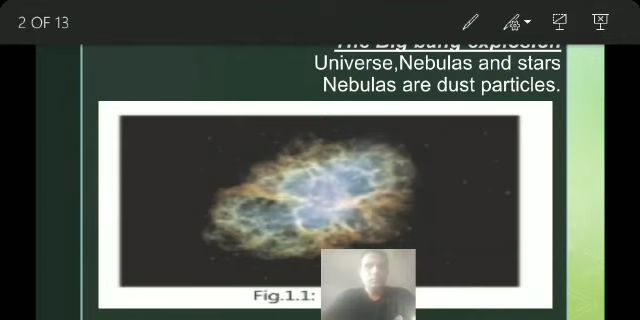 2 OF 13
The Big bang explosion
Universe,Nebulas and stars
Nebulas are dust particles.
Fig.1.1: